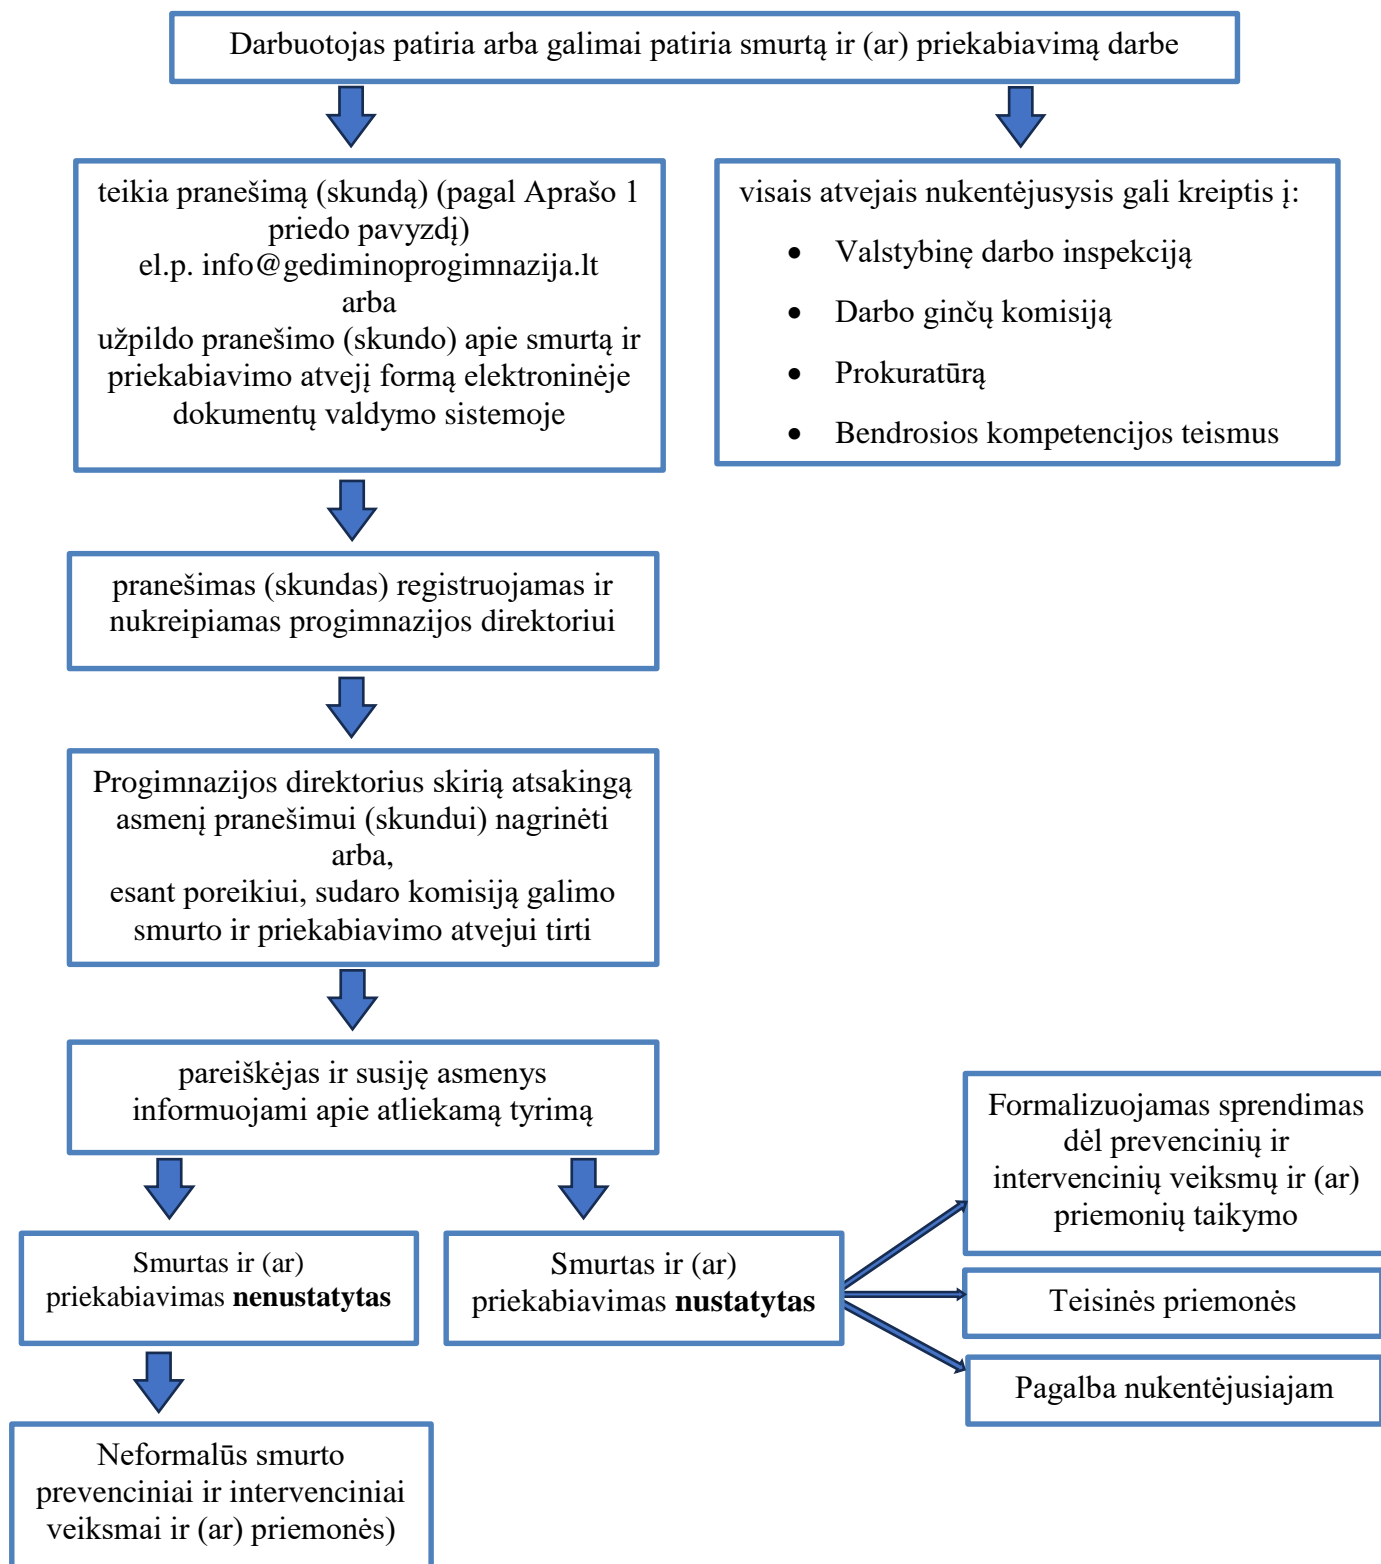 Darbuotojas patiria arba galimai patiria smurtą ir (ar) priekabiavimą darbe
teikia pranešimą (skundą) (pagal Aprašo 1
priedo pavyzdį)
el.p. info@gediminoprogimnazija.lt
arba
užpildo pranešimo (skundo) apie smurtą ir
priekabiavimo atvejį formą elektroninėje
dokumentų valdymo sistemoje
visais atvejais nukentėjusysis gali kreiptis į:
• Valstybinę darbo inspekciją
• Darbo ginčų komisiją
• Prokuratūrą
• Bendrosios kompetencijos teismus
pranešimas (skundas) registruojamas ir
nukreipiamas progimnazijos direktoriui
Progimnazijos direktorius skirią atsakingą
asmenį pranešimui (skundui) nagrinėti
arba,
esant poreikiui, sudaro komisiją galimo
smurto ir priekabiavimo atvejui tirti
pareiškėjas ir susiję asmenys
informuojami apie atliekamą tyrimą
Smurtas ir (ar)
priekabiavimas nenustatytas
Smurtas ir (ar)
priekabiavimas nustatytas
Formalizuojamas sprendimas
dėl prevencinių ir
intervencinių veiksmų ir (ar)
priemonių taikymo
Teisinės priemonės
Pagalba nukentėjusiajam
Neformalūs smurto
prevenciniai ir intervenciniai
veiksmai ir (ar) priemonės)